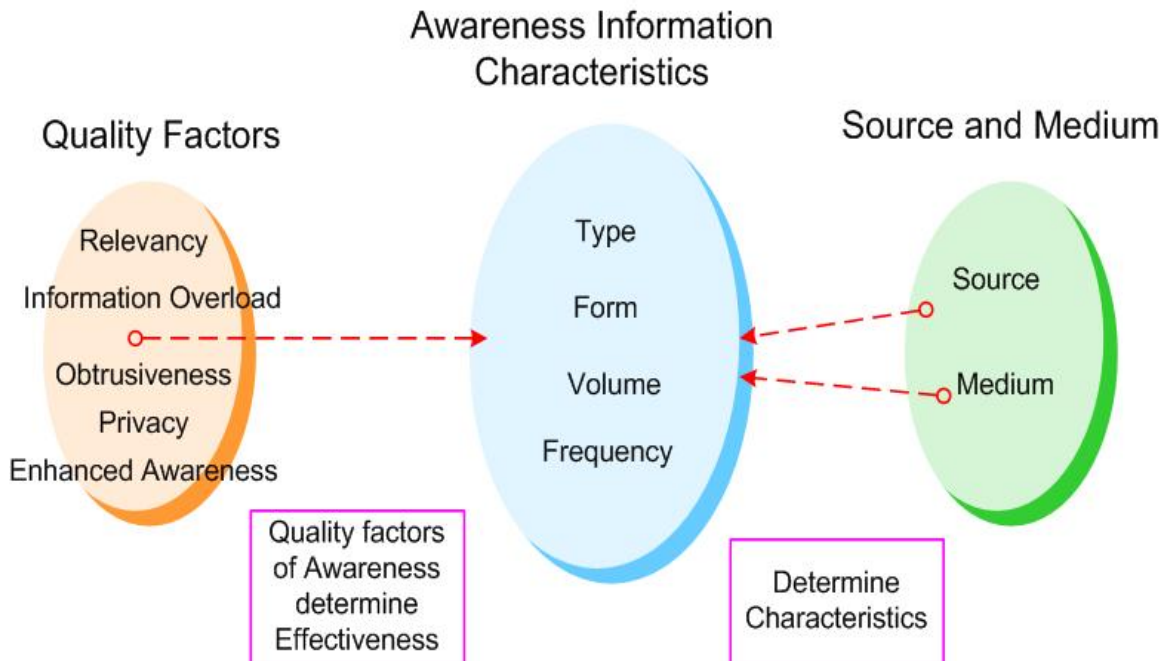 Awareness Information
Characteristics
Quality Factors
Source and Medium
Relevancy
Information Overload
Obtrusiveness
Privacy
Enhanced Awareness
Type
Form
Volume
Frequency
Source
Medium
Quality factors
of Awareness
determine
Effectiveness
Determine
Characteristics